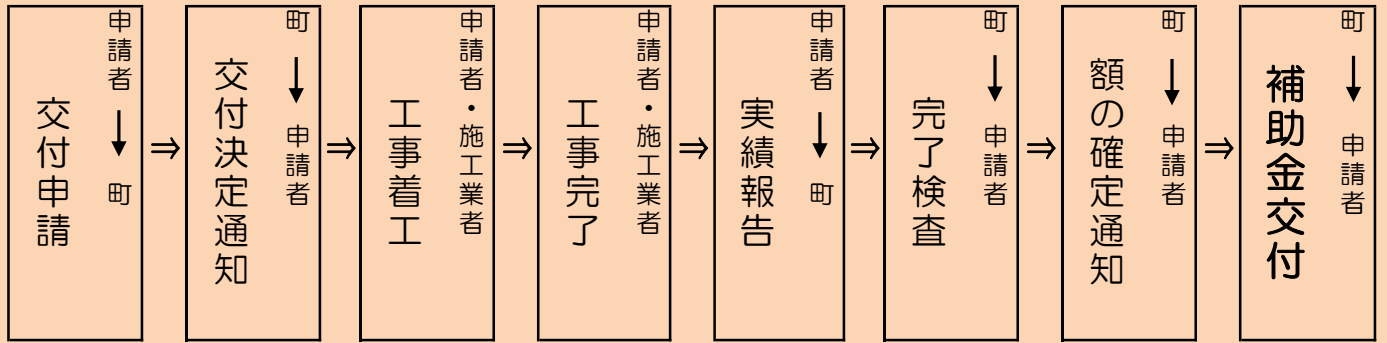 申請者 ↓ 町
交付申請
⇒
町 ↓ 申請者
交付決定通知
⇒
申請者・施工業者
工事着工
⇒
申請者・施工業者
工事完了
⇒
申請者 ↓ 町
実績報告
⇒
町 ↓ 申請者
完了検査
⇒
町 ↓ 申請者
額の確定通知
⇒
町 ↓ 申請者
補助金交付